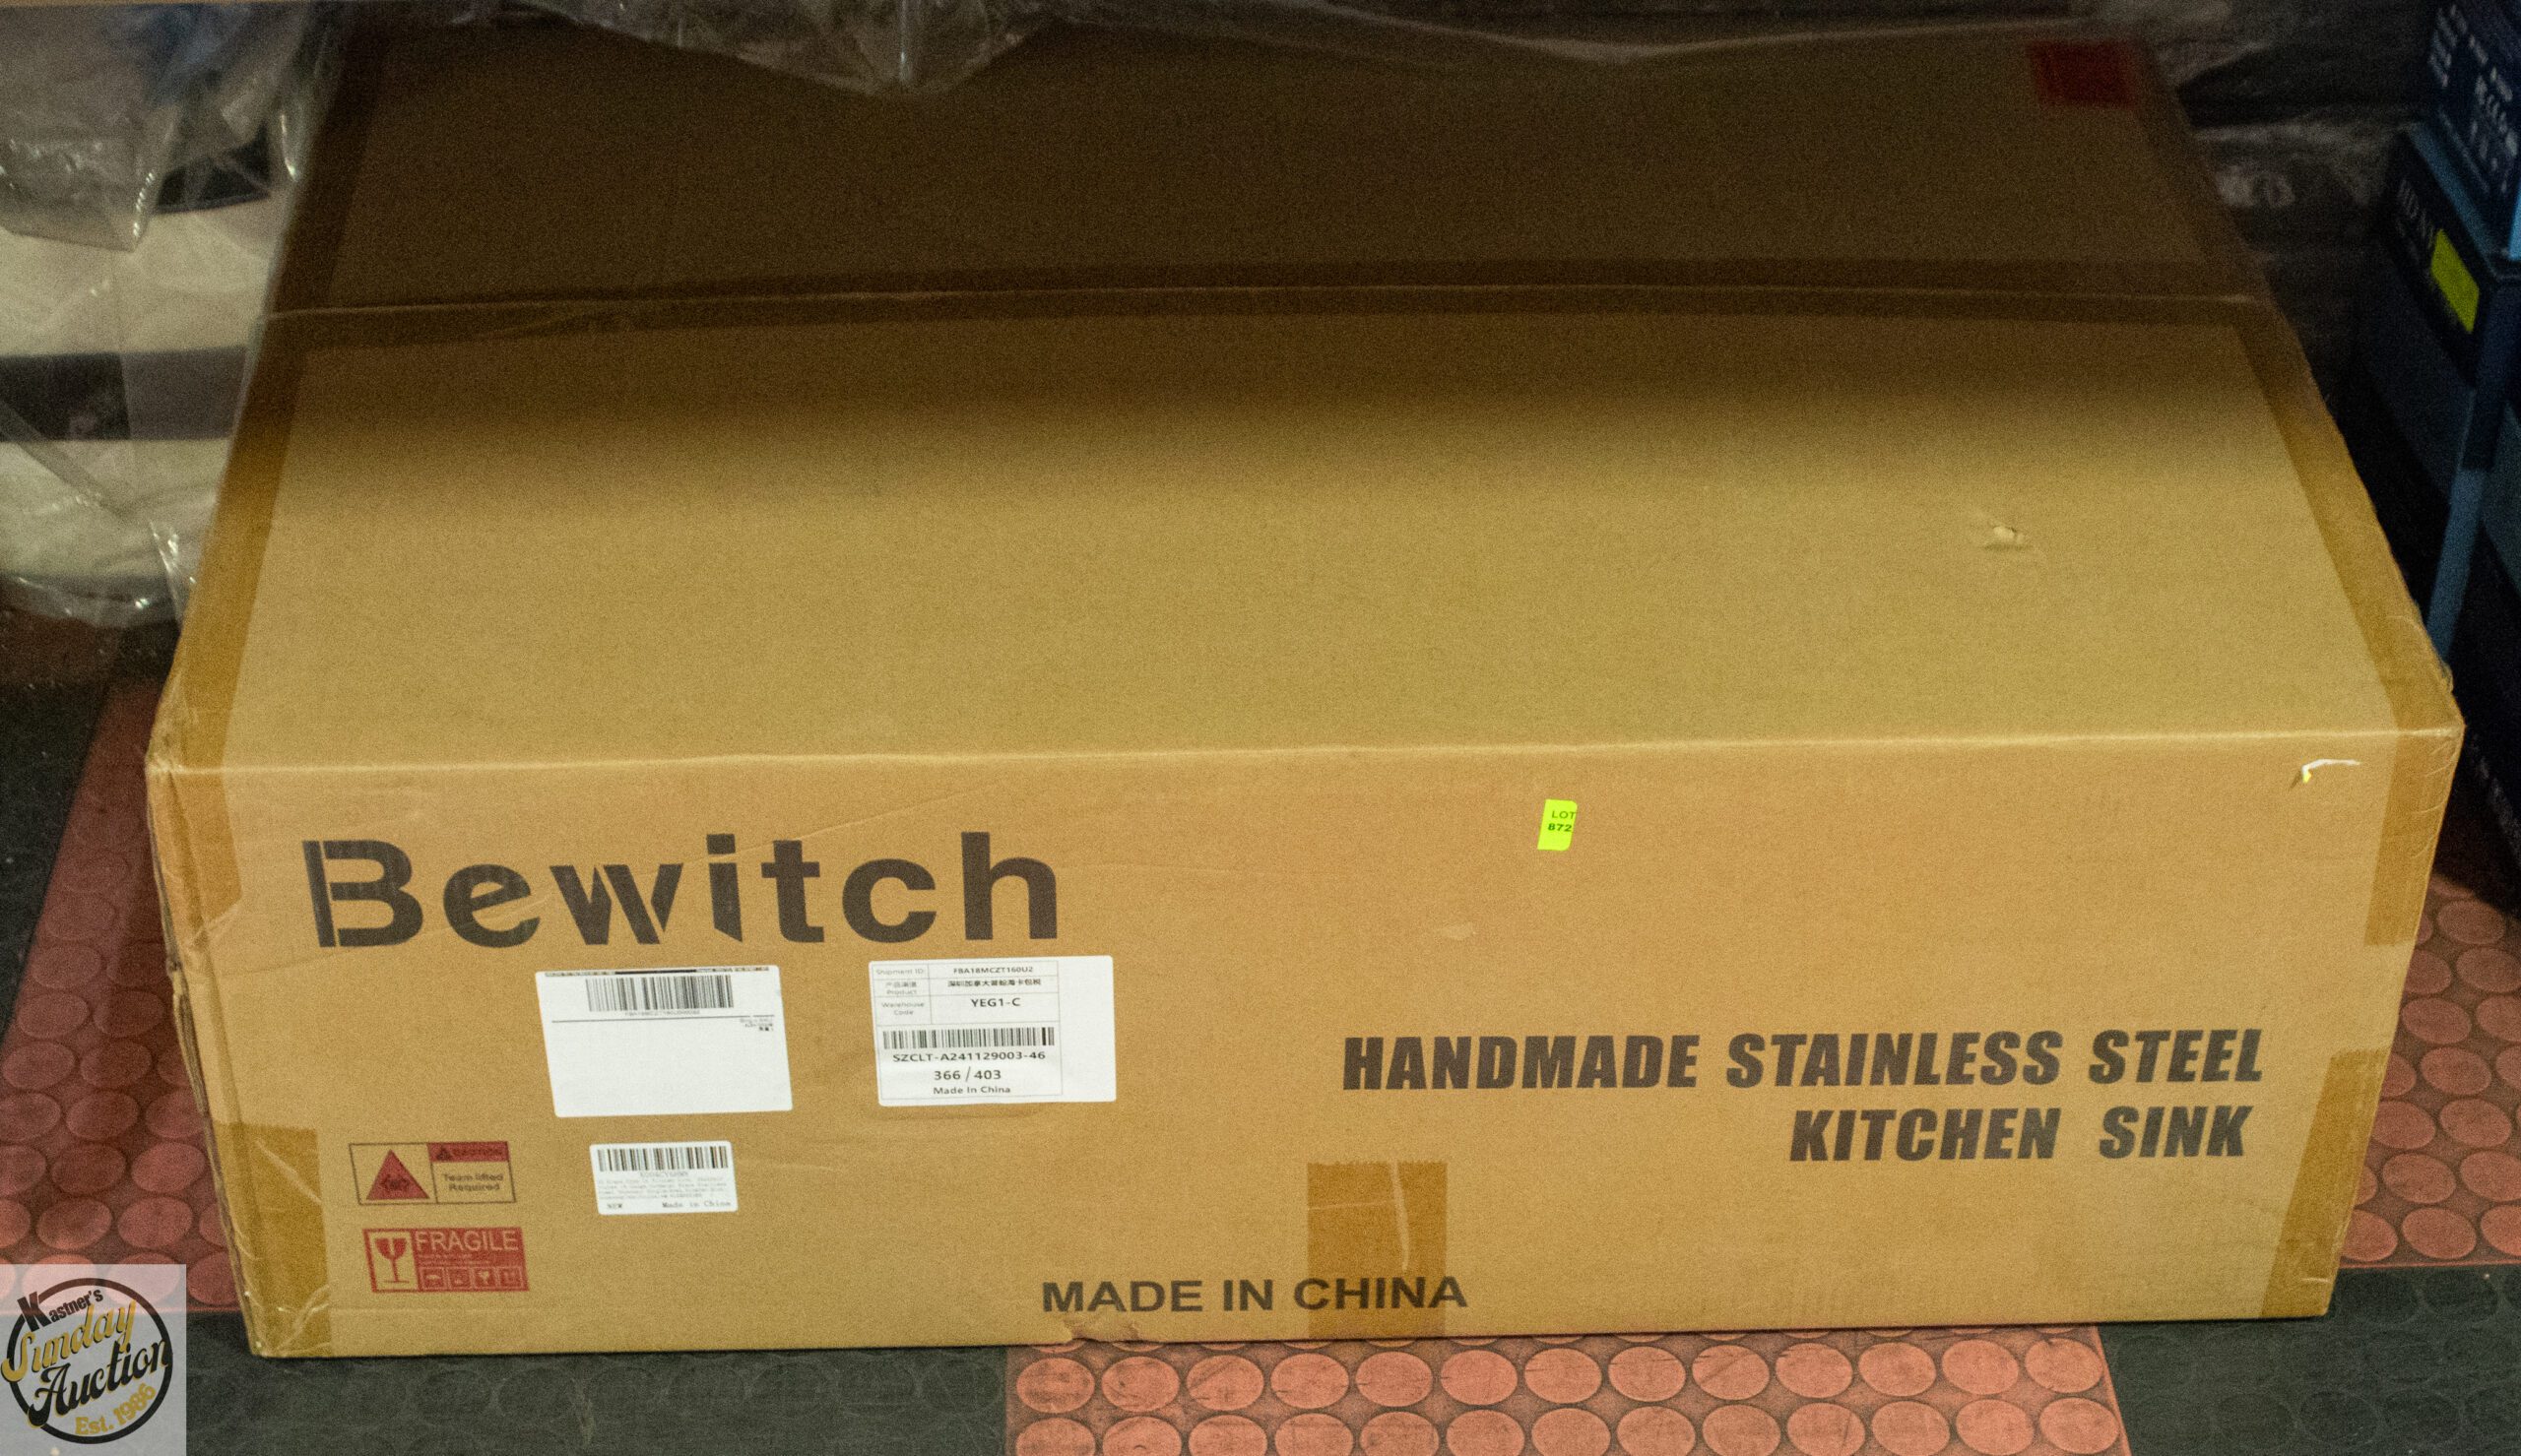 Bewitch
LOT
872
Shipment ID: FBA18MCZT160U2
Product
Warehouse Code YEG1-C
SZCLT-A241129003-46
366 / 403
Made In China
HANDMADE STAINLESS STEEL
KITCHEN SINK
CAUTION
Team lifted
Required
NEW Made in China
FRAGILE
MADE IN CHINA
Kastner's
Sunday
Auction
Est. 1986